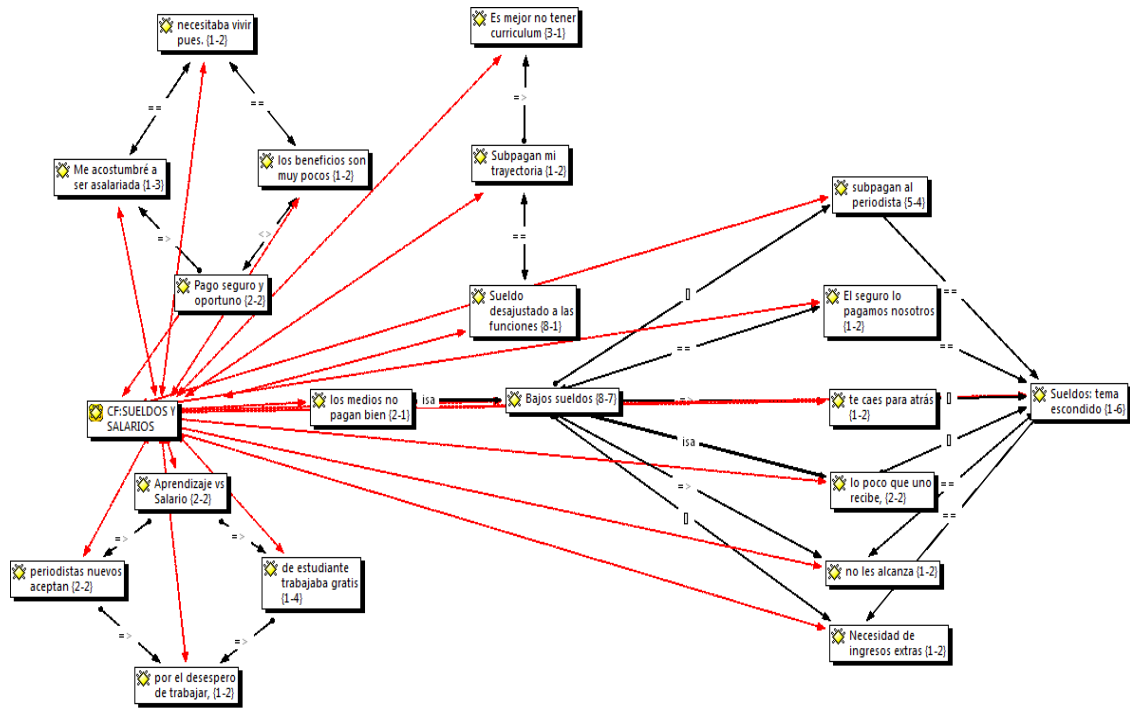 necesitaba vivir
pues. {1-2}
Es mejor no tener
curriculum {3-1}
==
==
=>
Me acostumbré a
ser asalariada {1-3}
los beneficios son
muy pocos {1-2}
Subpagan mi
trayectoria {1-2}
subpagan al
periodista {5-4}
=>
<>
==
Pago seguro y
oportuno {2-2}
Sueldo
desajustado a las
funciones {8-1}
El seguro lo
pagamos nosotros
{1-2}
[]
==
==
==
CF:SUELDOS Y
SALARIOS
los medios no
pagan bien {2-1}
isa
Bajos sueldos {8-7}
=>
te caes para atrás
{1-2}
[]
Sueldos: tema
escondido {1-6}
isa
[]
Aprendizaje vs
Salario {2-2}
lo poco que uno
recibe, {2-2}
=>
==
[]
==
=>
=>
periodistas nuevos
aceptan {2-2}
de estudiante
trabajaba gratis
{1-4}
no les alcanza {1-2}
=>
=>
Necesidad de
ingresos extras {1-2}
por el desespero
de trabajar, {1-2}